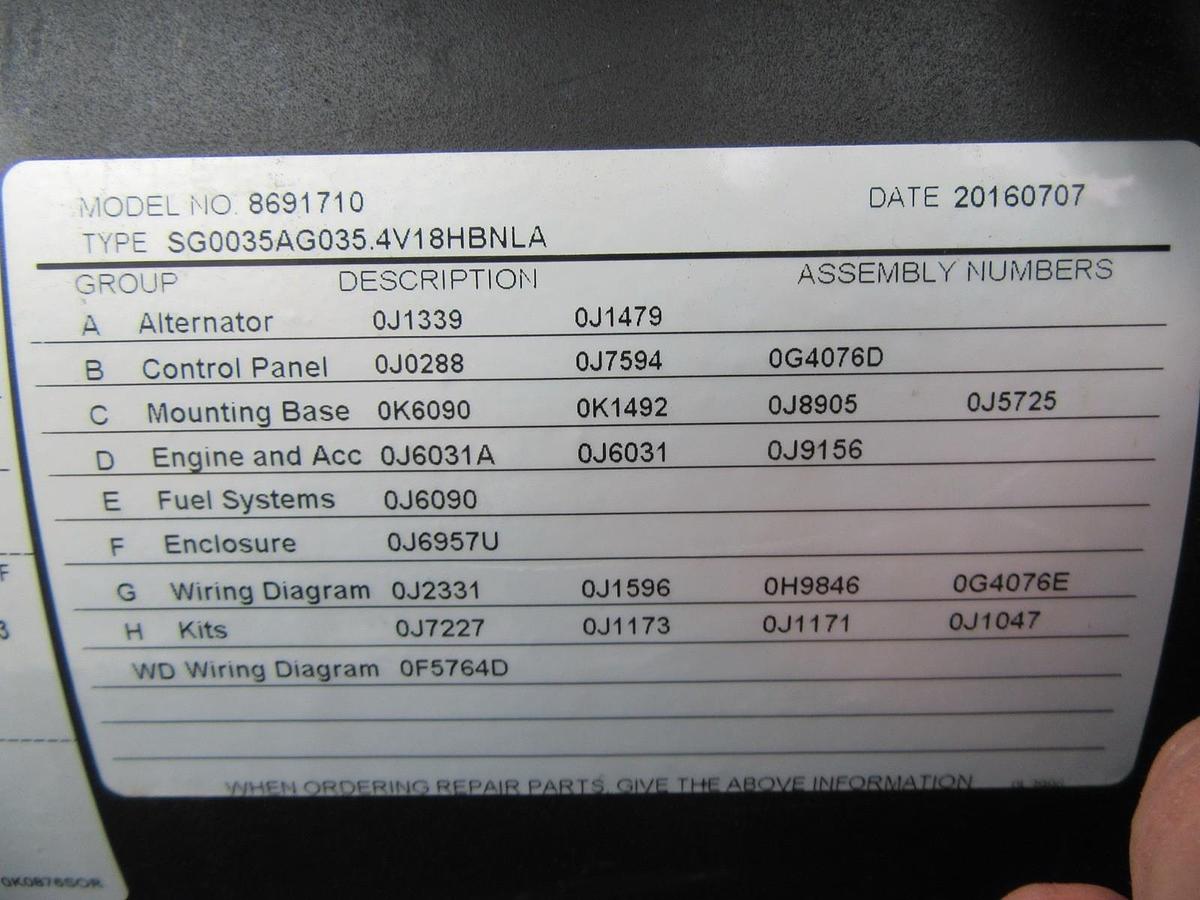 MODEL NO. 8691710 DATE 20160707
TYPE SG0035AG035.4V18HBNLA
GROUP DESCRIPTION ASSEMBLY NUMBERS
A Alternator 0J1339 0J1479
B Control Panel 0J0288 0J7594 0G4076D
C Mounting Base 0K6090 0K1492 0J8905 0J5725
D Engine and Acc 0J6031A 0J6031 0J9156
E Fuel Systems 0J6090
F Enclosure 0J6957U
G Wiring Diagram 0J2331 0J1596 0H9846 0G4076E
H Kits 0J7227 0J1173 0J1171 0J1047
WD Wiring Diagram 0F5764D
WHEN ORDERING REPAIR PARTS, GIVE THE ABOVE INFORMATION
F
3
0K0876SOR